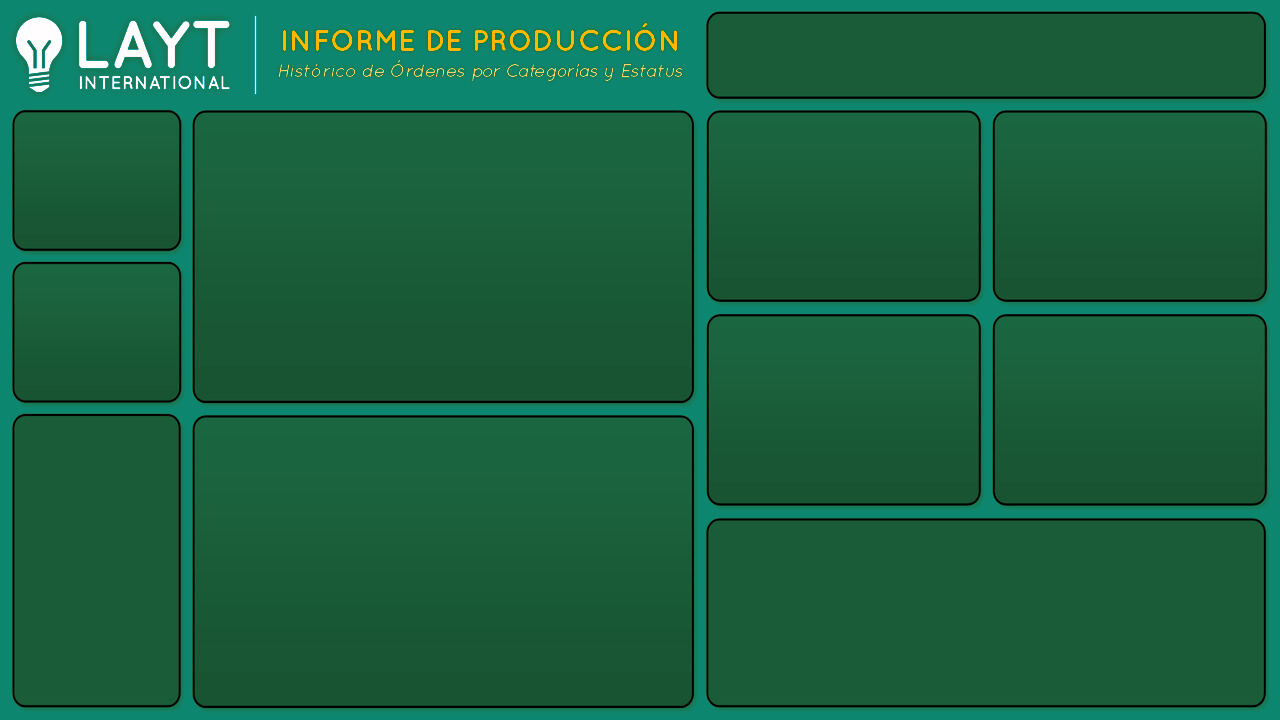 LAYT
INTERNATIONAL
INFORME DE PRODUCCIÓN
Histórico de Órdenes por Categorías y Estatus